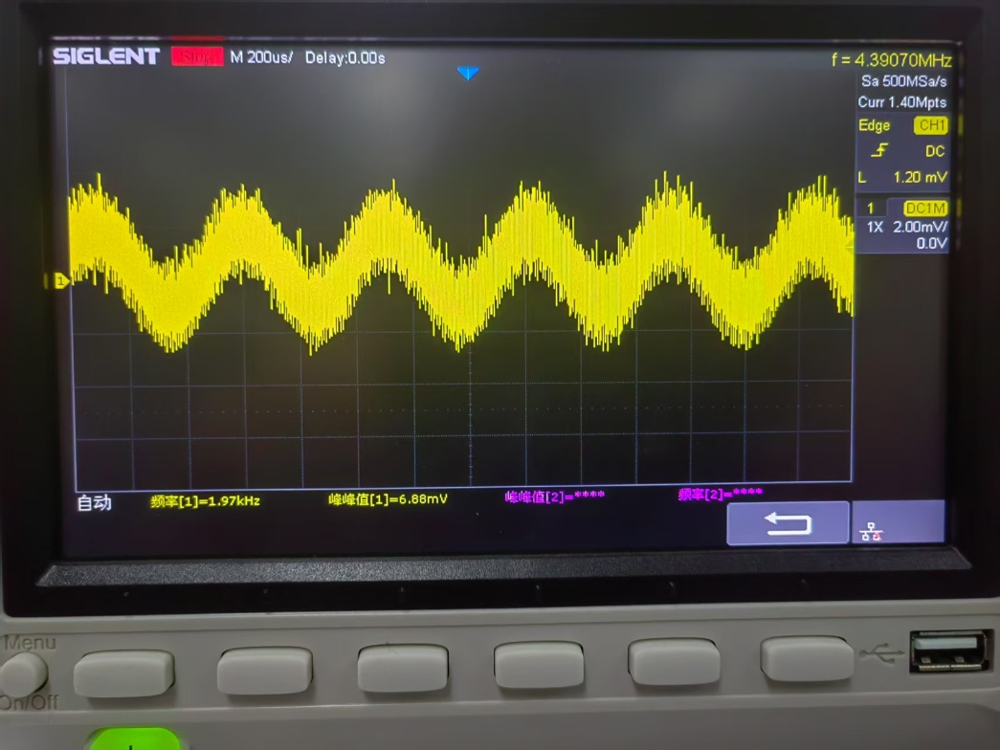 SIGLENT Stop M 200us/ Delay:0.00s f = 4.39070MHz
Sa 500MSa/s
Curr 1.40Mpts
Edge CH1
DC
L 1.20 mV
1 DC1M
1X 2.00mV/
0.0V
1
自动 频率[1]=1.97kHz 峰峰值[1]=6.88mV 峰峰值[2]=**** 频率[2]=****
Menu
On/Off